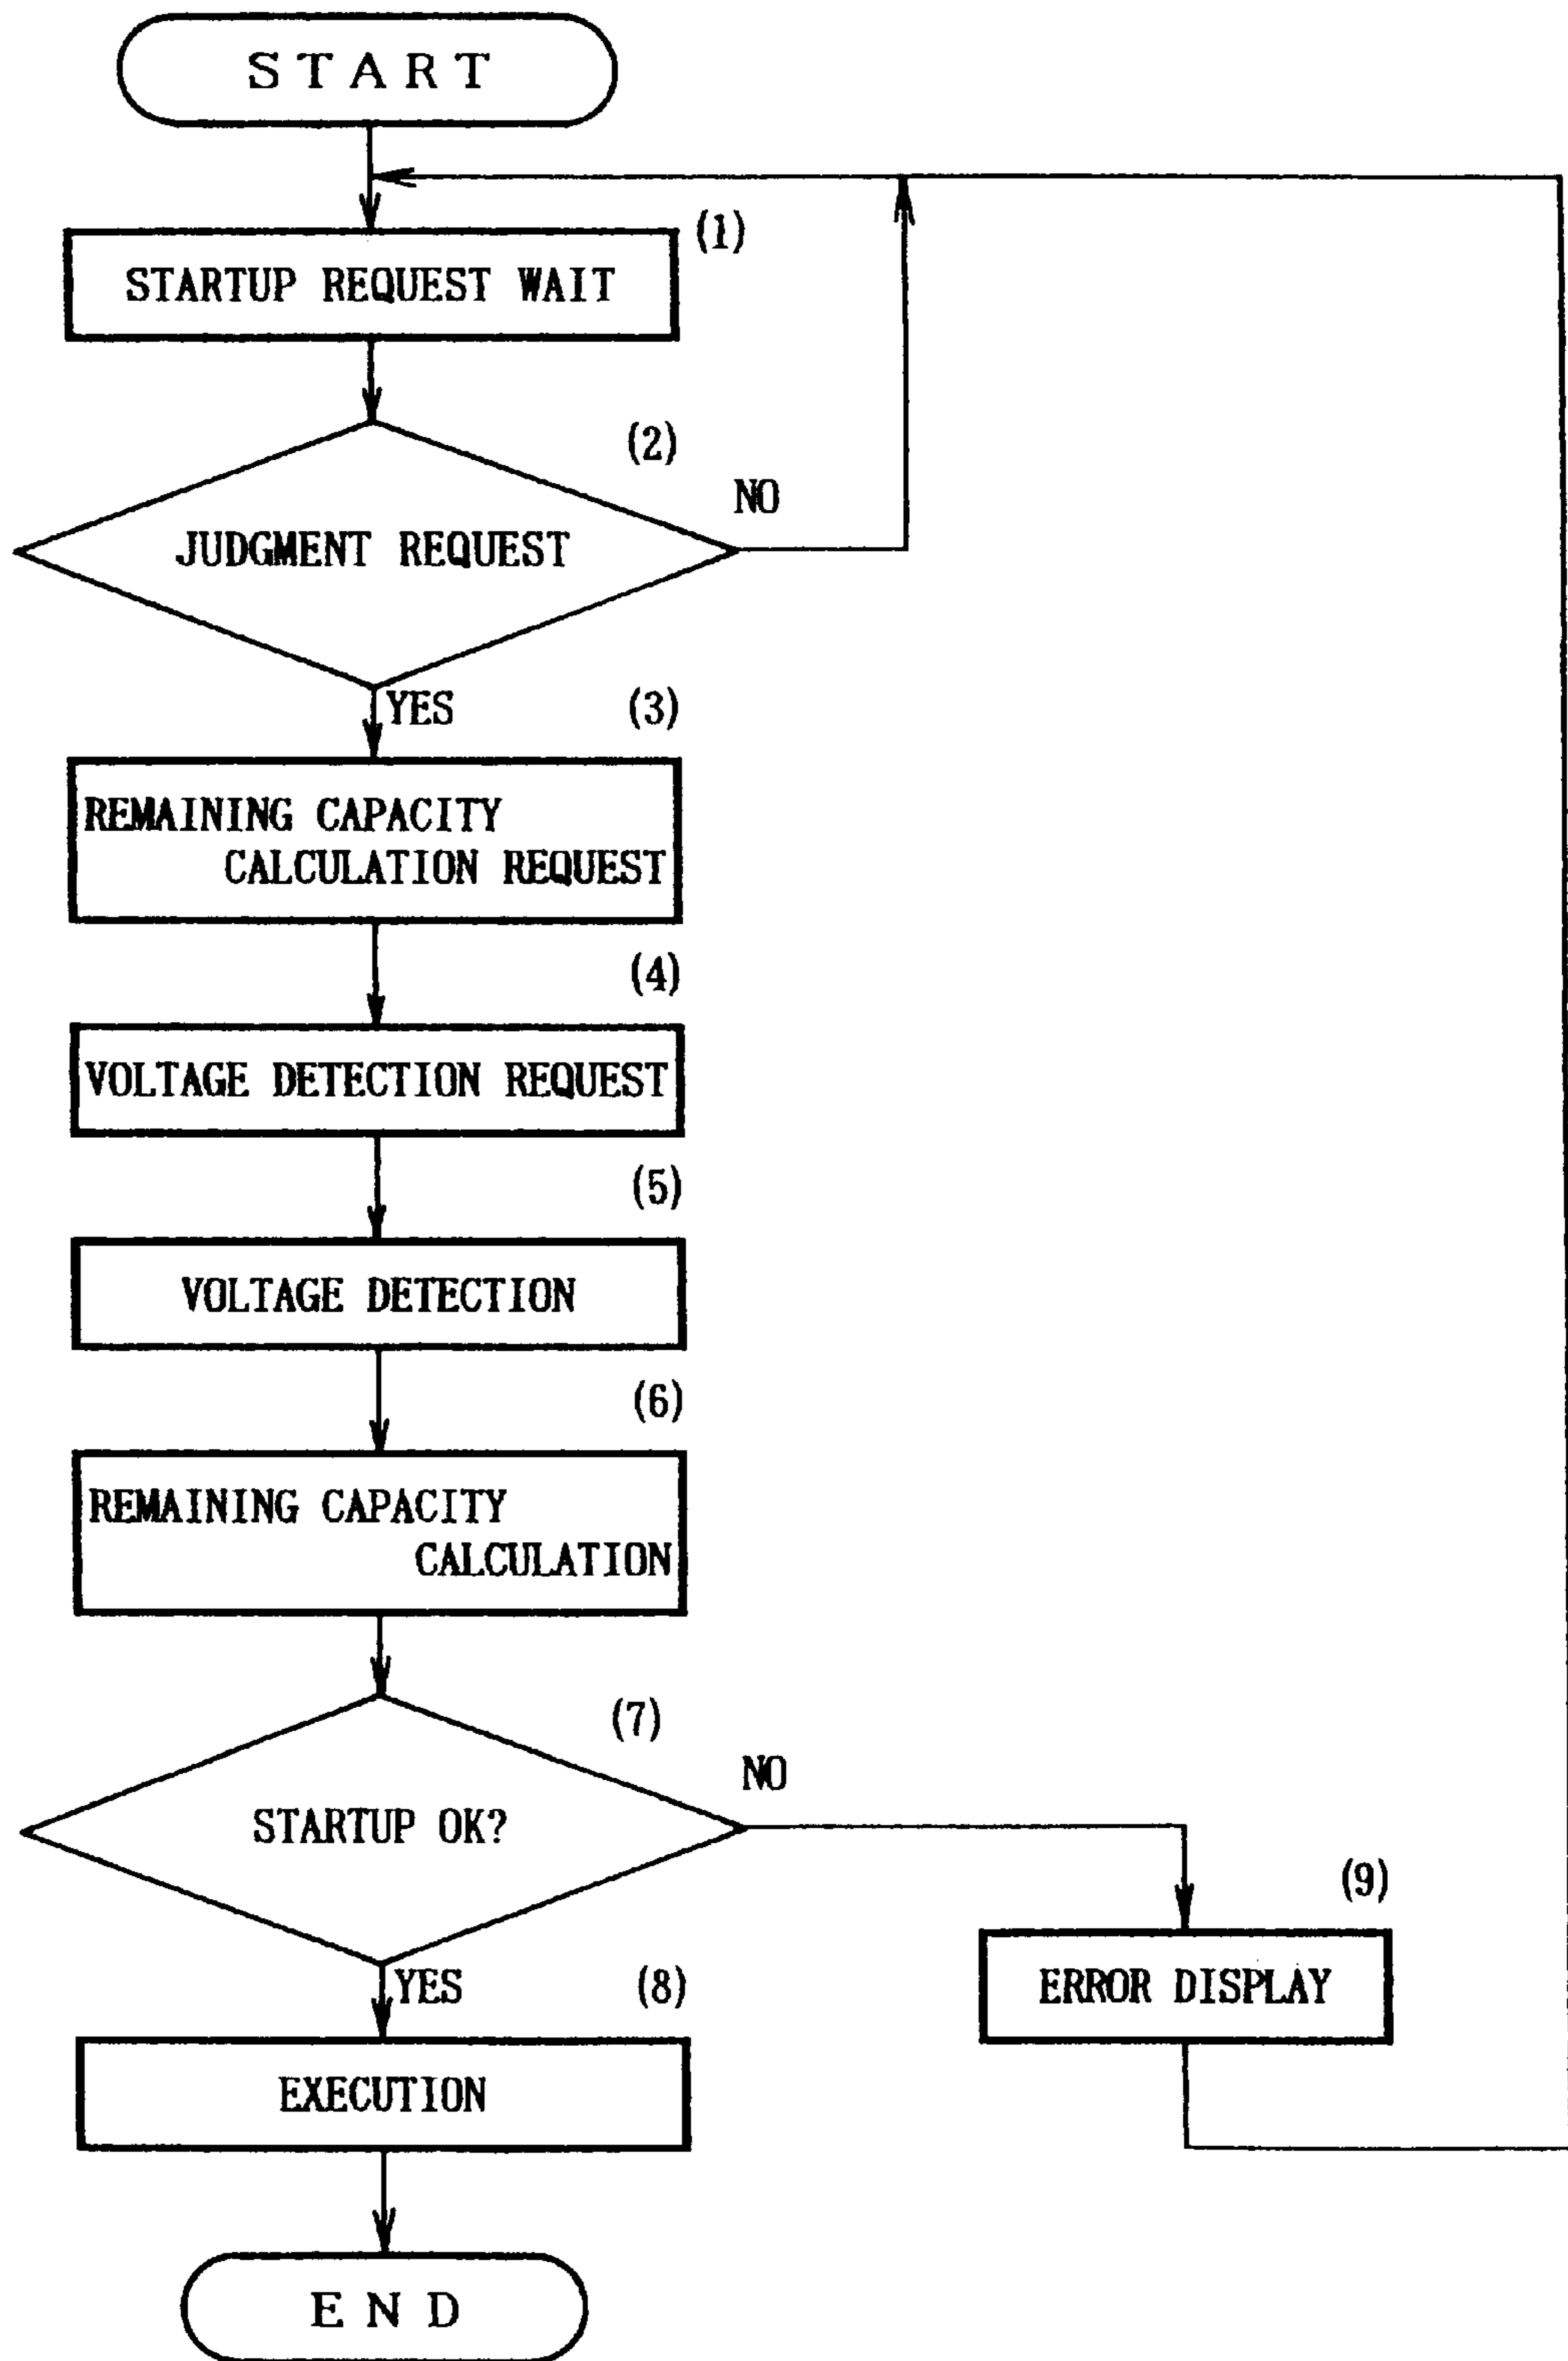 START
(1)
STARTUP REQUEST WAIT
(2)
NO
JUDGMENT REQUEST
YES
(3)
REMAINING CAPACITY
CALCULATION REQUEST
(4)
VOLTAGE DETECTION REQUEST
(5)
VOLTAGE DETECTION
(6)
REMAINING CAPACITY
CALCULATION
(7)
NO
STARTUP OK?
(9)
ERROR DISPLAY
YES
(8)
EXECUTION
END